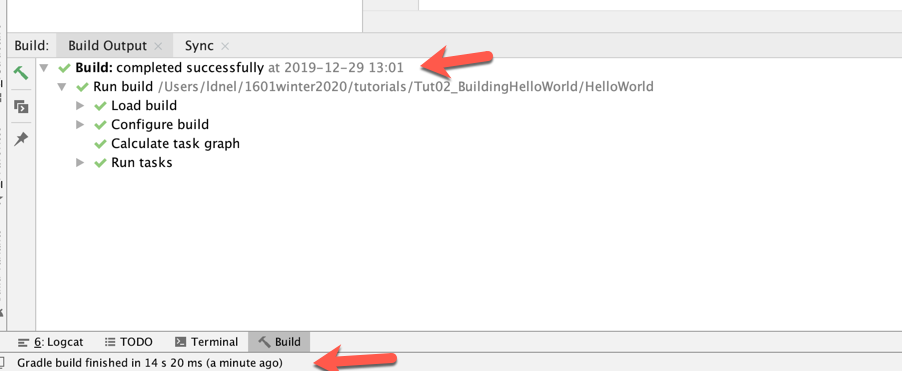 Build: Build Output × Sync ×
Build: completed successfully at 2019-12-29 13:01
Run build /Users/ldnel/1601winter2020/tutorials/Tut02_BuildingHelloWorld/HelloWorld
Load build
Configure build
Calculate task graph
Run tasks
6: Logcat TODO Terminal Build
Gradle build finished in 14 s 20 ms (a minute ago)